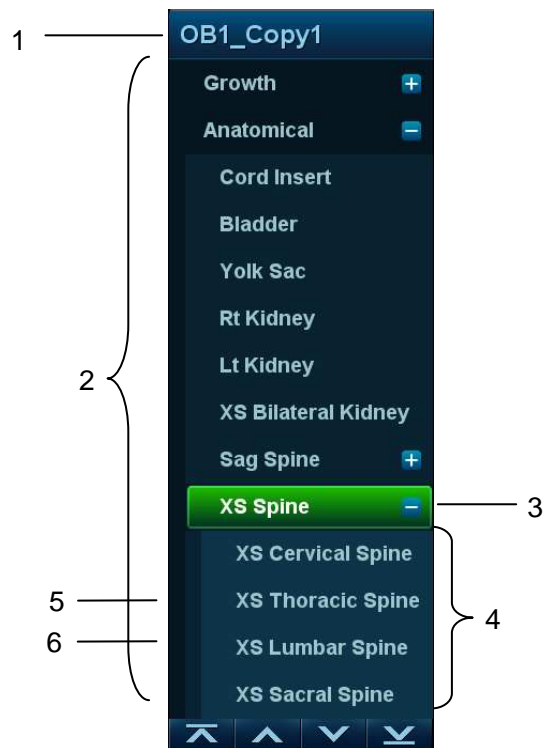 1
OB1_Copy1
Growth
Anatomical
Cord Insert
Bladder
Yolk Sac
Rt Kidney
2
Lt Kidney
XS Bilateral Kidney
Sag Spine
XS Spine
3
XS Cervical Spine
5
XS Thoracic Spine
4
6
XS Lumbar Spine
XS Sacral Spine